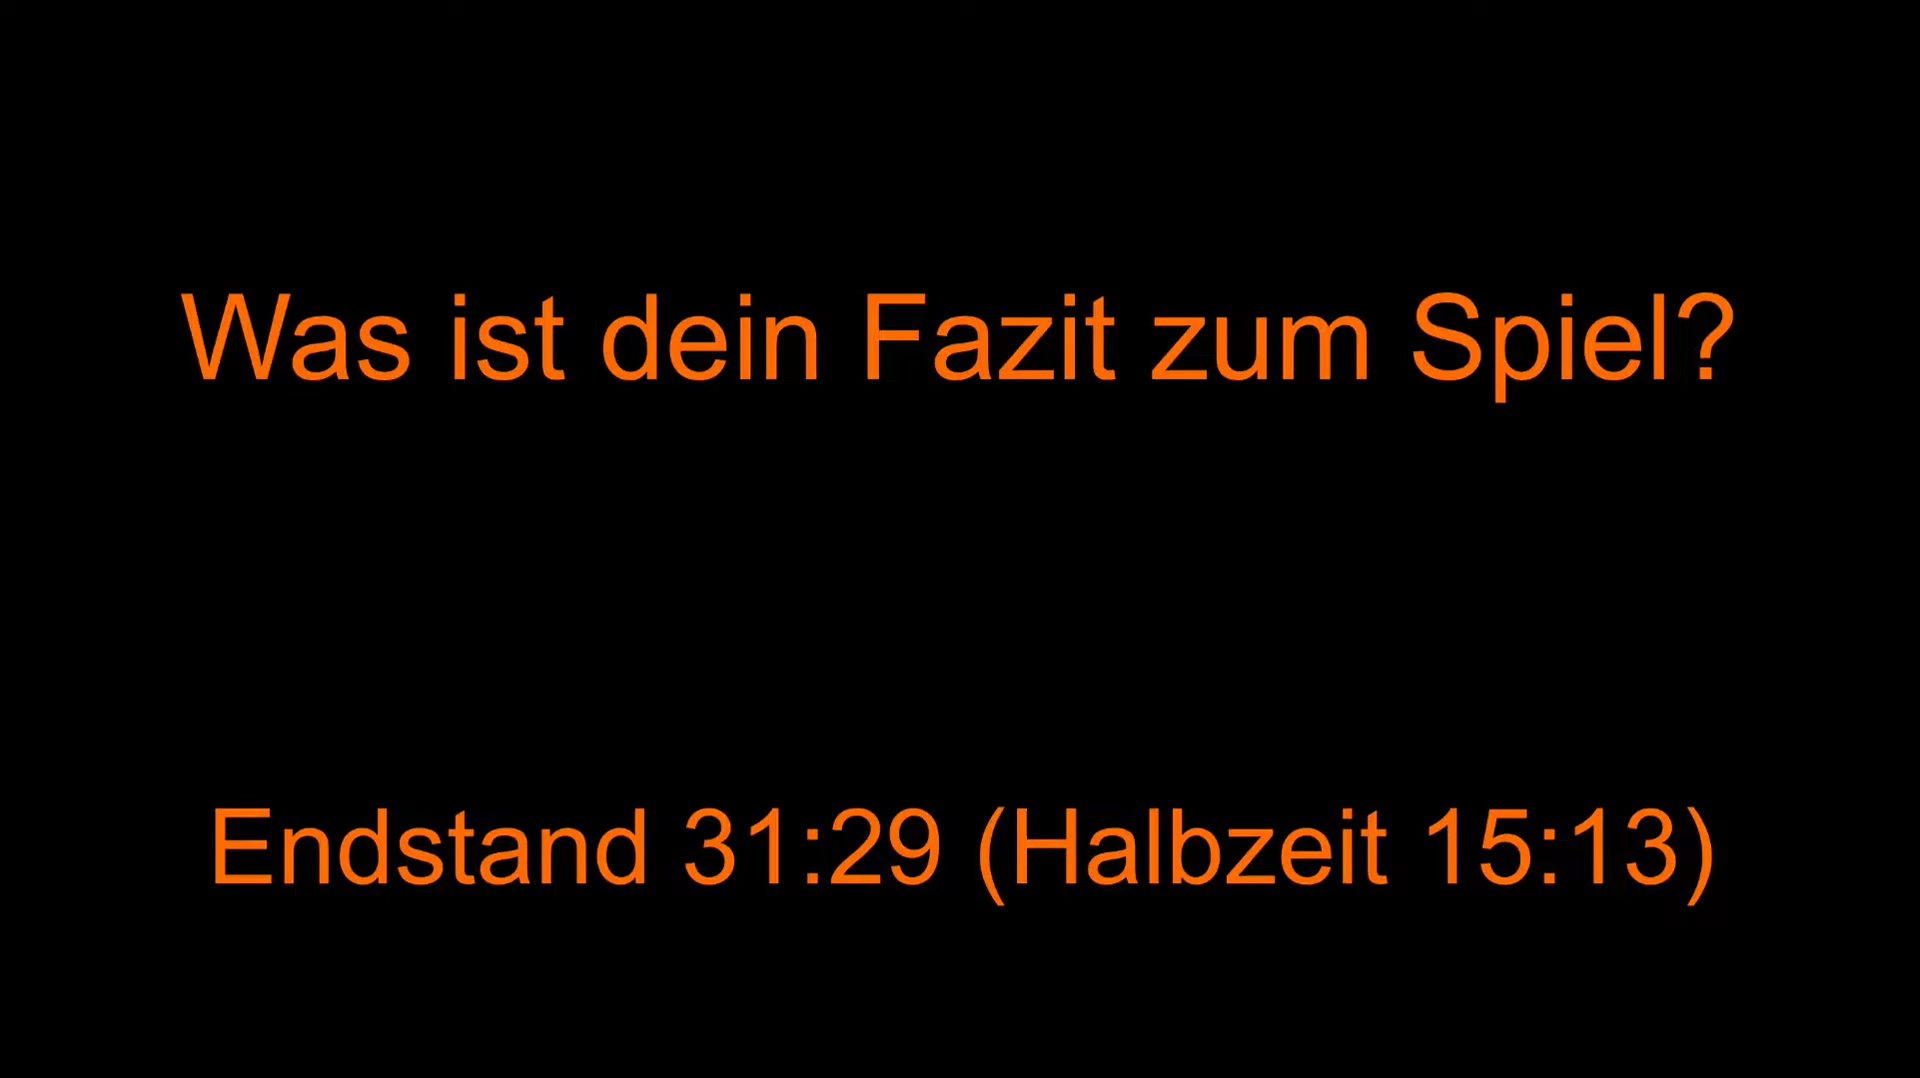 Was ist dein Fazit zum Spiel?
Endstand 31:29 (Halbzeit 15:13)